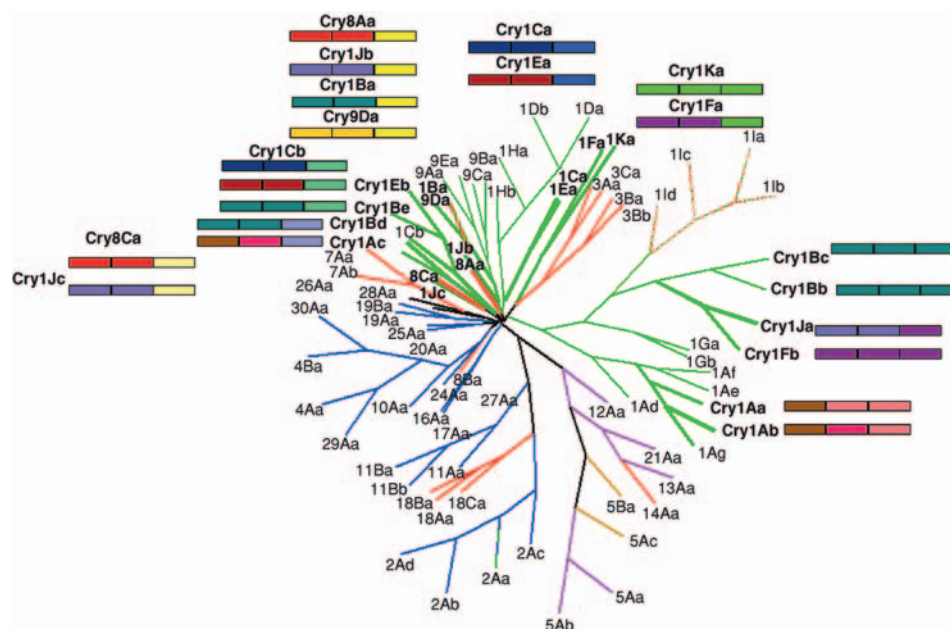 Cry8Aa
Cry1Jb
Cry1Ba
Cry9Da
Cry1Ca
Cry1Ea
Cry1Ka
Cry1Fa
Cry1Cb
Cry1Eb
Cry1Be
Cry1Bd
Cry1Ac
Cry8Ca
Cry1Jc
1Db
1Da
1Fa
1Ka
1Ha
9Ba
9Ea
9Aa
9Ca
1Hb
1Ba
9Da
1Ca
1Ea
3Ca
3Aa
3Ba
3Bb
1Ia
1Ic
1Id
1Ib
1Cb
1Jb
8Aa
7Aa
7Ab
8Ca
1Jc
26Aa
28Aa
30Aa
19Ba
19Aa
25Aa
20Aa
4Ba
8Ba
24Aa
10Aa
16Aa
27Aa
4Aa
29Aa
17Aa
11Ba
11Aa
11Bb
18Ba
18Ca
18Aa
2Ad
2Ac
2Aa
2Ab
Cry1Bc
Cry1Bb
Cry1Ja
Cry1Fb
1Ga
1Gb
1Af
1Ae
1Ad
Cry1Aa
Cry1Ab
1Ag
12Aa
21Aa
13Aa
14Aa
5Ba
5Ac
5Aa
5Ab